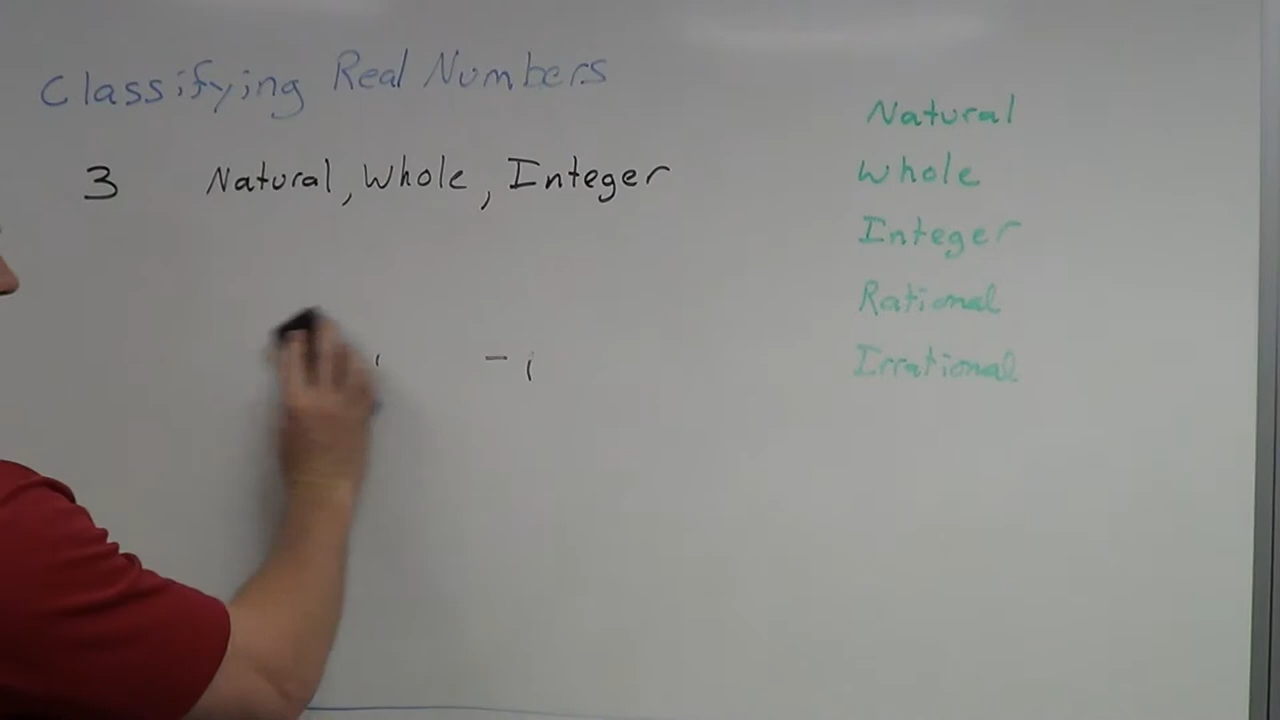 Classifying Real Numbers
3 Natural, Whole, Integer
Natural
Whole
Integer
Rational
Irrational